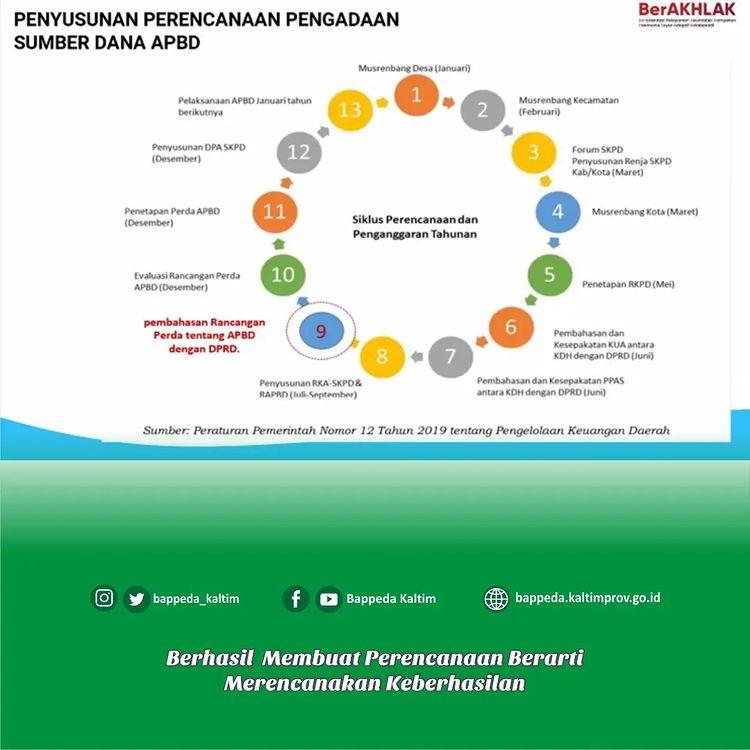 PENYUSUNAN PERENCANAAN PENGADAAN
SUMBER DANA APBD
BerAKHLAK
Musrenbang Desa (Januari)
1
2
Musrenbang Kecamatan
(Februari)
3
Forum SKPD
Penyusunan Renja SKPD
Kab/Kota (Maret)
4
Musrenbang Kota (Maret)
5
Penetapan RKPD (Mei)
6
Pembahasan dan
Kesepakatan KUA antara
KDH dengan DPRD (Juni)
7
Pembahasan dan Kesepakatan PPAS
antara KDH dengan DPRD (Juni)
8
Penyusunan RKA-SKPD &
RAPBD (Juli-September)
9
pembahasan Rancangan
Perda tentang APBD
dengan DPRD.
10
Evaluasi Rancangan Perda
APBD (Desember)
11
Penetapan Perda APBD
(Desember)
12
Penyusunan DPA SKPD
(Desember)
13
Pelaksanaan APBD Januari tahun
berikutnya
Siklus Perencanaan dan
Penganggaran Tahunan
Sumber: Peraturan Pemerintah Nomor 12 Tahun 2019 tentang Pengelolaan Keuangan Daerah
bappeda_kaltim
Bappeda Kaltim
bappeda.kaltimprov.go.id
Berhasil Membuat Perencanaan Berarti
Merencanakan Keberhasilan